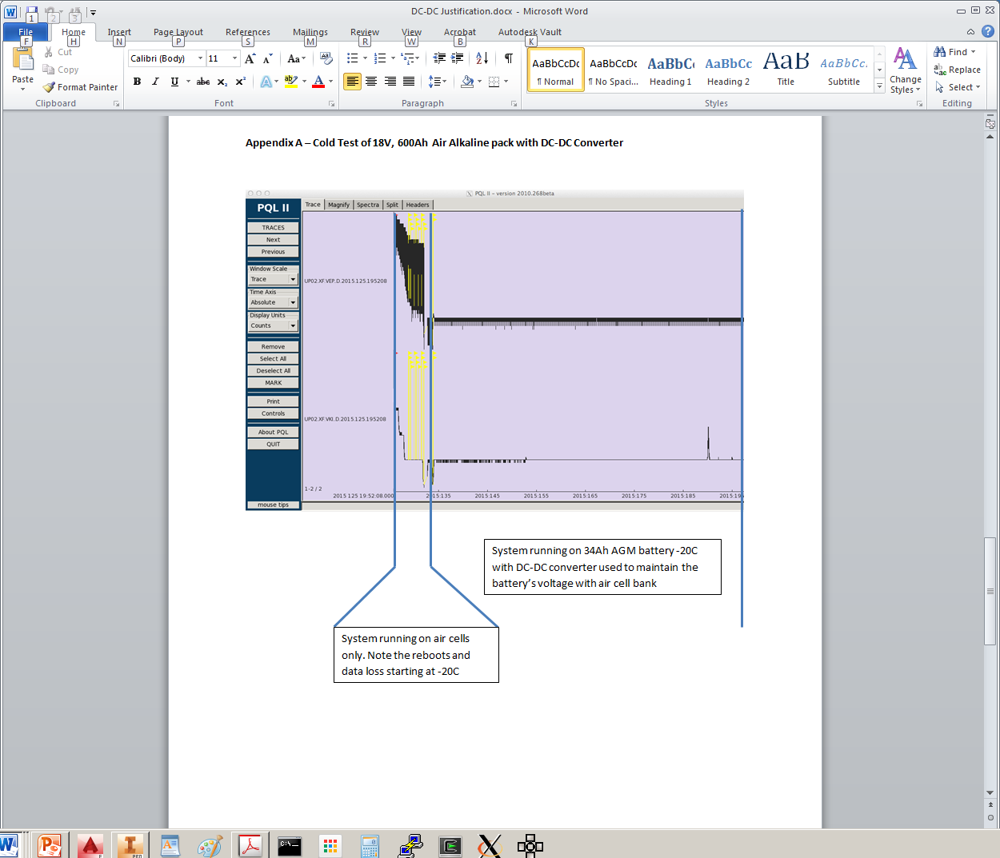 DC-DC Justification.docx - Microsoft Word
1
2
3
File
Home
Insert
Page Layout
References
Mailings
Review
View
Acrobat
Autodesk Vault
F
H
N
P
S
M
R
W
B
K
Paste
Cut
Copy
Format Painter
Clipboard
Calibri (Body)
11
Font
Paragraph
AaBbCcDc
¶ Normal
AaBbCcDc
¶ No Spaci...
AaBbC
Heading 1
AaBbCc
Heading 2
AaB
Title
AaBbCc.
Subtitle
Change
Styles
Styles
Find
Replace
Select
Editing
Appendix A – Cold Test of 18V, 600Ah Air Alkaline pack with DC-DC Converter
PQL II - version 2010.268beta
PQL II
Trace
Magnify
Spectra
Split
Headers
TRACES
Next
Previous
Window Scale
Trace
Time Axis
Absolute
Display Units
Counts
Remove
Select All
Deselect All
MARK
Print
Controls
About PQL
QUIT
mouse tips
UP02.XF.VEP.D.2015.125.195208
UP02.XF.VKI.D.2015.125.195208
1-2 / 2
2015 125 19:52:08.000
2015:135
2015:145
2015:155
2015:165
2015:175
2015:185
2015:19
System running on 34Ah AGM battery -20C
with DC-DC converter used to maintain the
battery's voltage with air cell bank
System running on air cells
only. Note the reboots and
data loss starting at -20C